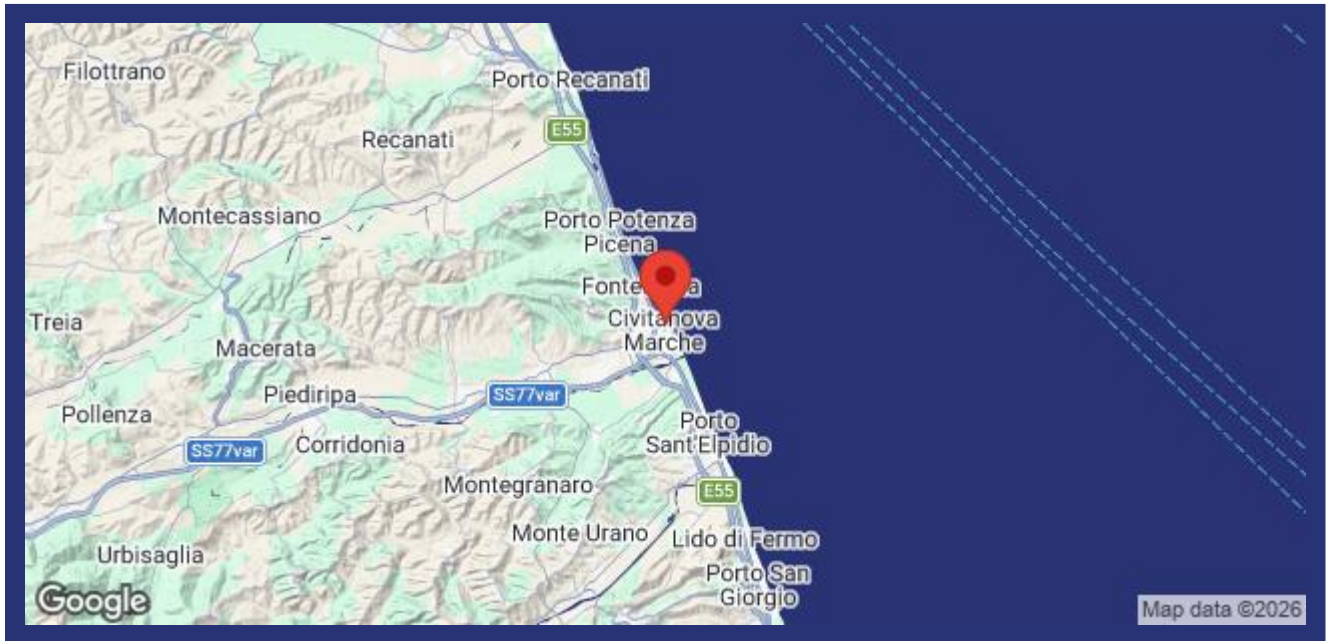 Filottrano
Porto Recanati
E55
Recanati
Montecassiano
Porto Potenza
Picena
Civitanova
Marche
Treia
Macerata
Piediripa
SS77var
Pollenza
Porto
Sant'Elpidio
Corridonia
SS77var
Montegranaro
E55
Monte Urano
Lido di Fermo
Urbisaglia
Porto San
Giorgio
Google
Map data ©2026